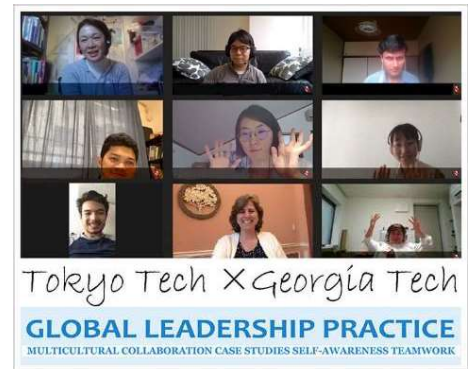 Tokyo Tech X Georgia Tech
GLOBAL LEADERSHIP PRACTICE
MULTICULTURAL COLLABORATION CASE STUDIES SELF-AWARENESS TEAMWORK